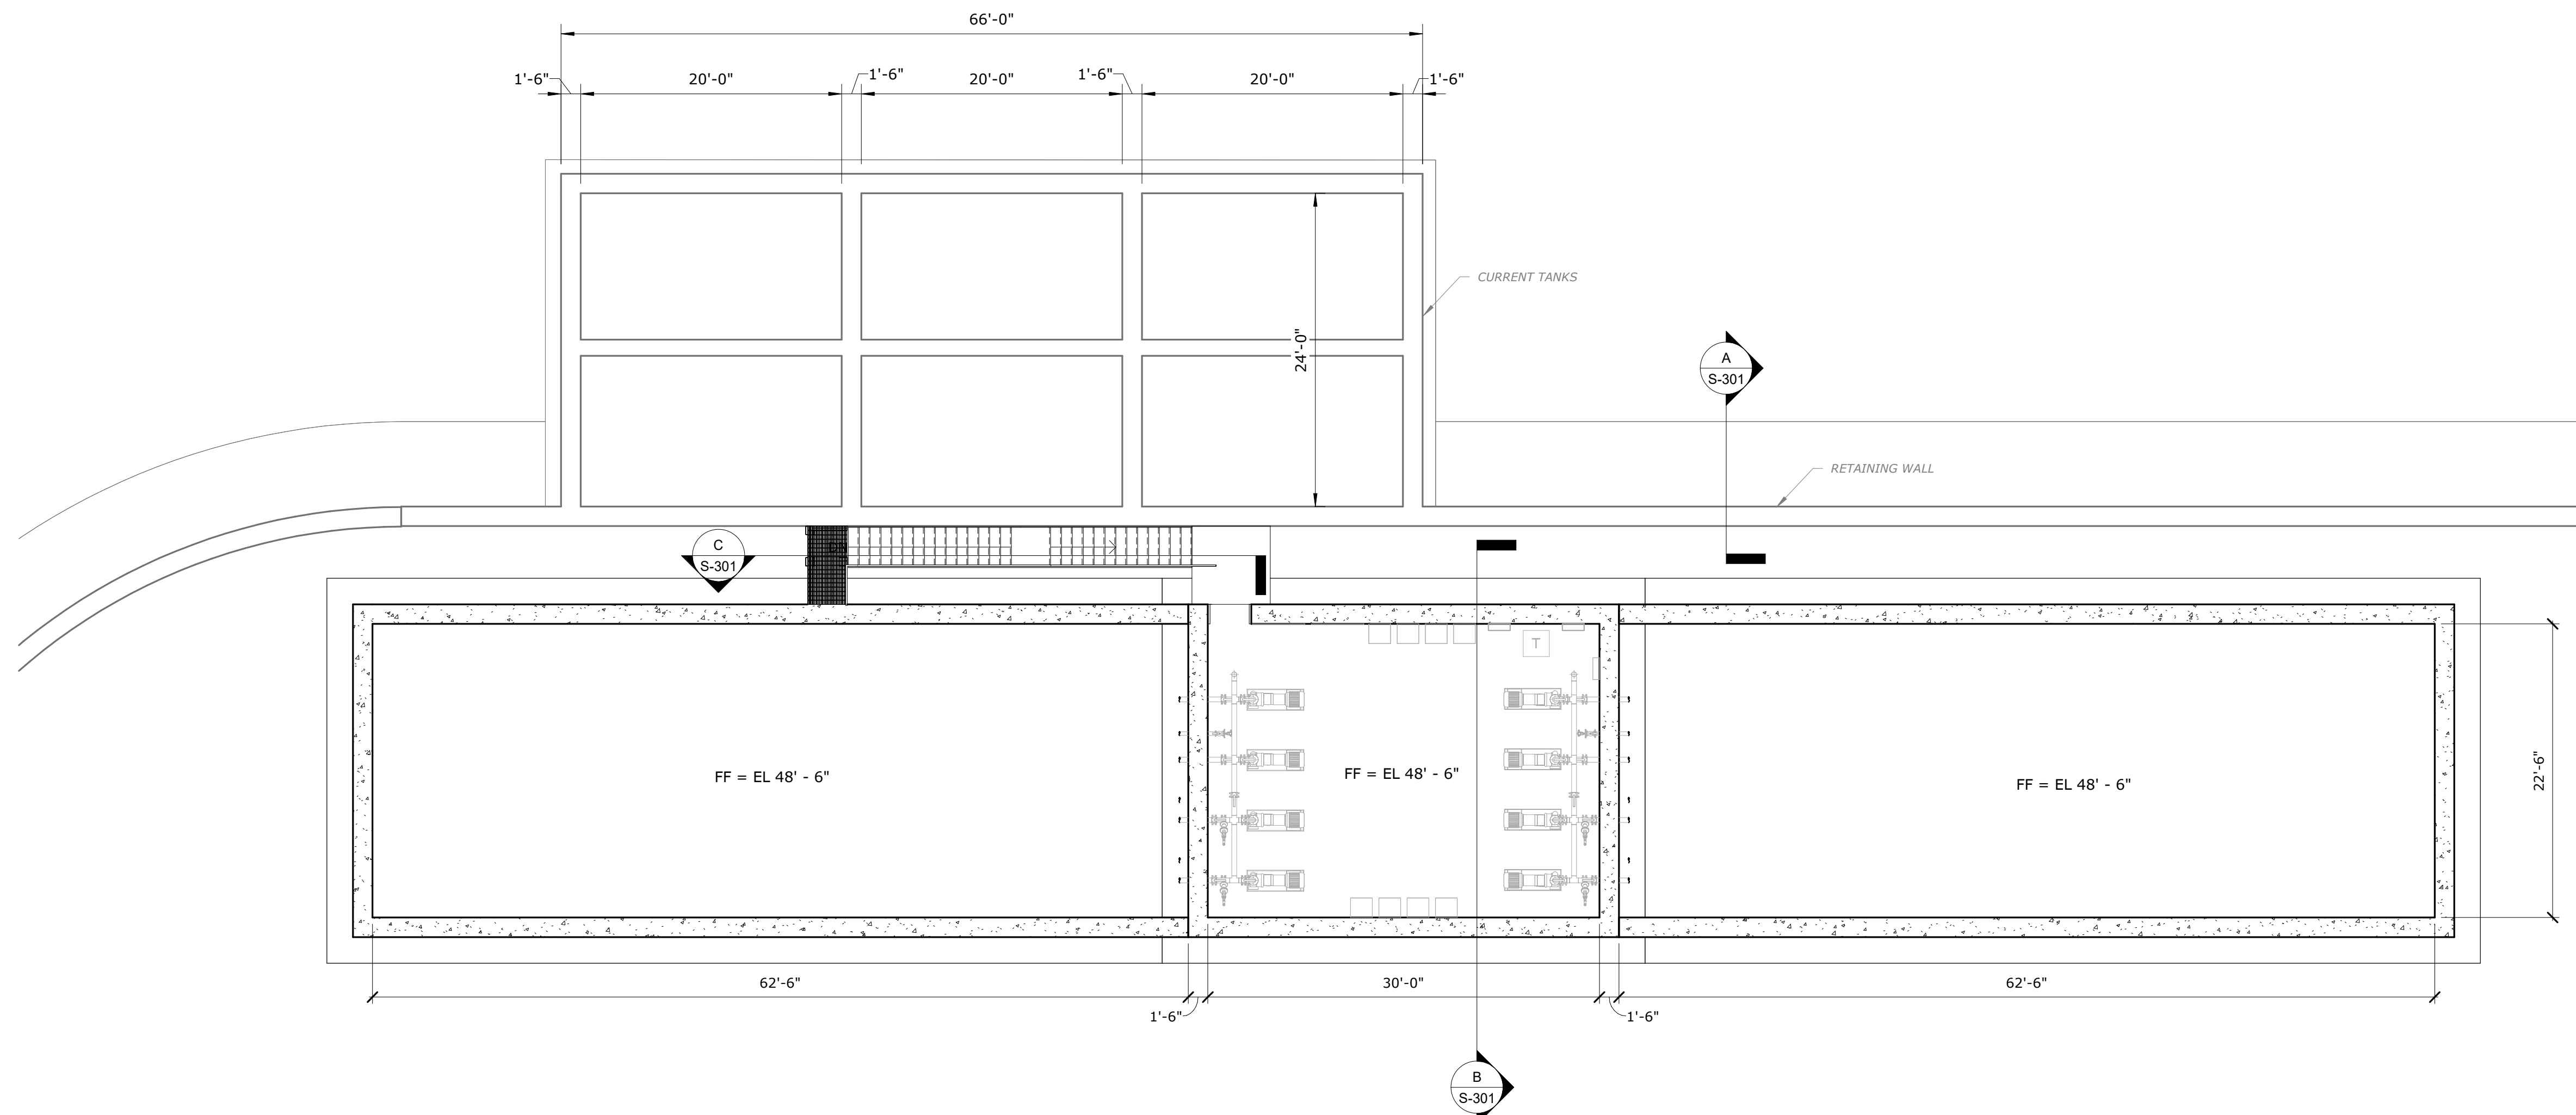 66'-0"
1'-6"
20'-0"
1'-6"
20'-0"
1'-6"
20'-0"
1'-6"
CURRENT TANKS
24'-0"
A
S-301
RETAINING WALL
C
S-301
T
FF = EL 48' - 6"
FF = EL 48' - 6"
FF = EL 48' - 6"
22'-6"
62'-6"
30'-0"
62'-6"
1'-6"
1'-6"
B
S-301